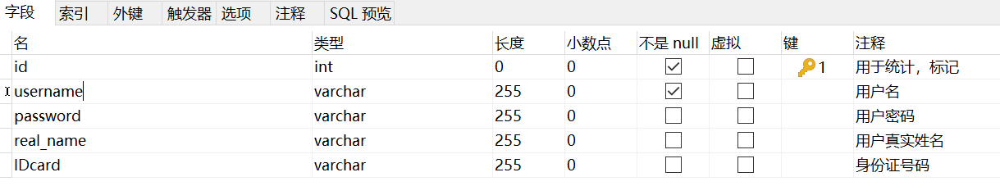 字段 索引 外键 触发器 选项 注释 SQL 预览
名 类型 长度 小数点 不是 null 虚拟 键 注释
id int 0 0 1 用于统计，标记
username varchar 255 0 用户名
password varchar 255 0 用户密码
real_name varchar 255 0 用户真实姓名
IDcard varchar 255 0 身份证号码